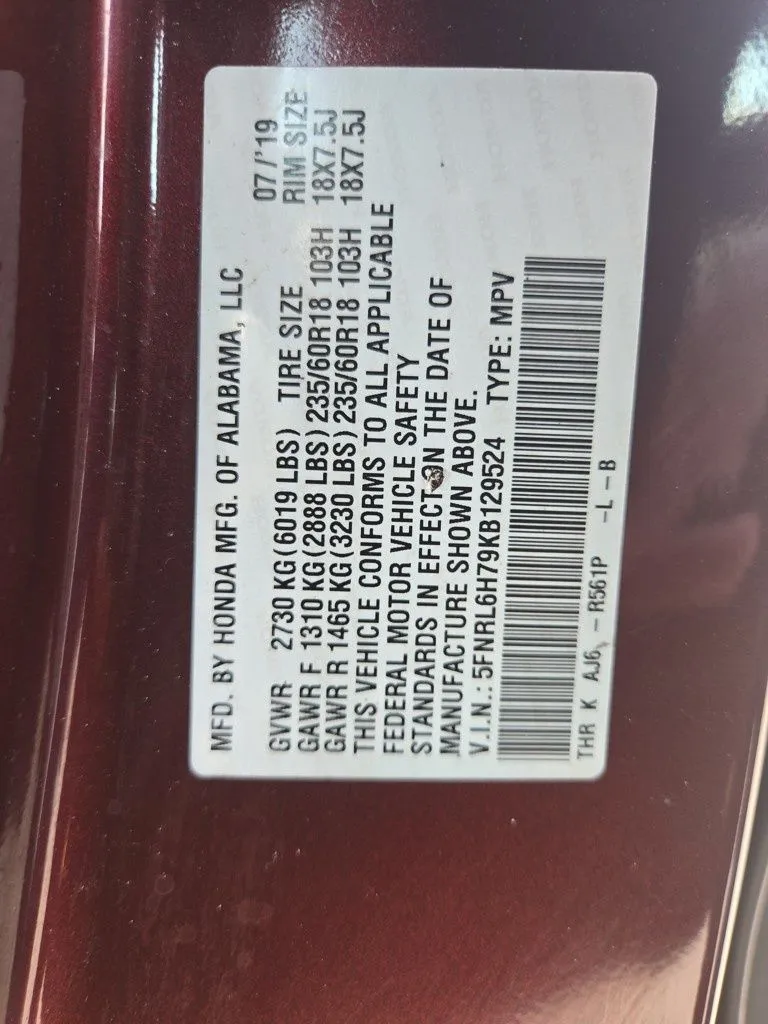 MFD. BY HONDA MFG. OF ALABAMA, LLC
07/'19
GVWR 2730 KG(6019 LBS) TIRE SIZE RIM SIZE
GAWR F 1310 KG(2888 LBS)235/60R18 103H 18X7.5J
GAWR R 1465 KG(3230 LBS)235/60R18 103H 18X7.5J
THIS VEHICLE CONFORMS TO ALL APPLICABLE
FEDERAL MOTOR VEHICLE SAFETY
STANDARDS IN EFFECT ON THE DATE OF
MANUFACTURE SHOWN ABOVE.
V.I.N.:5FNRL6H79KB129524 TYPE: MPV
THR K AJ6 -R561P -L-B